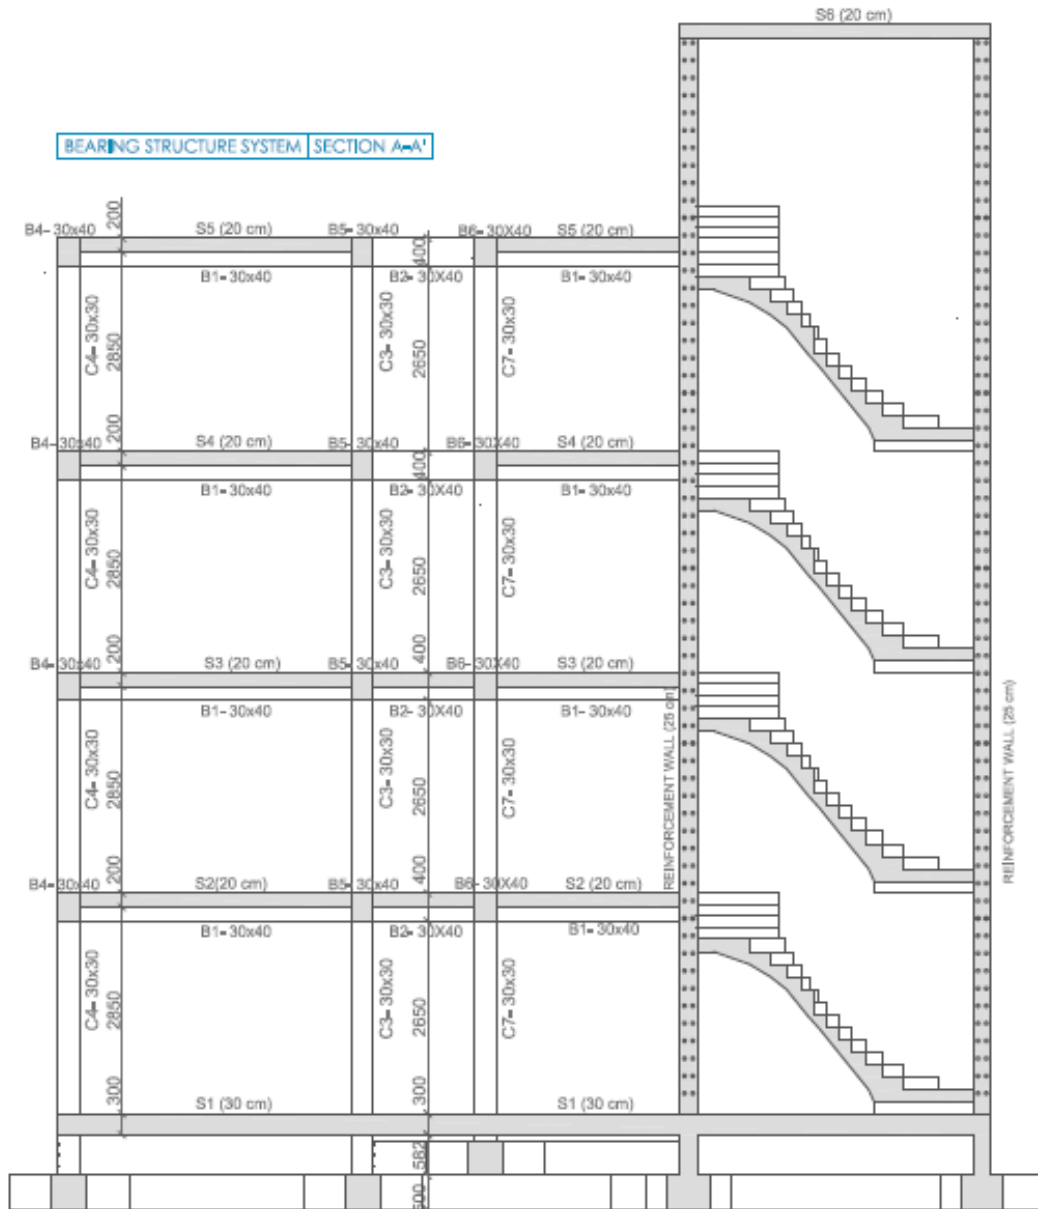 S6 (20 cm)
BEARING STRUCTURE SYSTEM SECTION A-A'
200
B4- 30x40 S5 (20 cm) B5- 30x40 B6- 30X40 S5 (20 cm)
400
B1- 30x40 B2- 30X40 B1- 30x40
C4- 30x30 2850 C3- 30x30 2650 C7- 30x30
200
B4- 30x40 S4 (20 cm) B5- 30x40 B6- 30X40 S4 (20 cm)
400
B1- 30x40 B2- 30X40 B1- 30x40
C4- 30x30 2850 C3- 30x30 2650 C7- 30x30
200 400
B4- 30x40 S3 (20 cm) B5- 30x40 B6- 30X40 S3 (20 cm)
B1- 30x40 B2- 30X40 B1- 30x40
REINFORCEMENT WALL (25 cm)
REINFORCEMENT WALL (25 cm)
C4- 30x30 2850 C3- 30x30 2650 C7- 30x30
200 400
B4- 30x40 S2(20 cm) B5- 30x40 B6- 30X40 S2 (20 cm)
B1- 30x40 B2- 30X40 B1- 30x40
C4- 30x30 2850 C3- 30x30 2650 C7- 30x30
300 300
S1 (30 cm) S1 (30 cm)
582